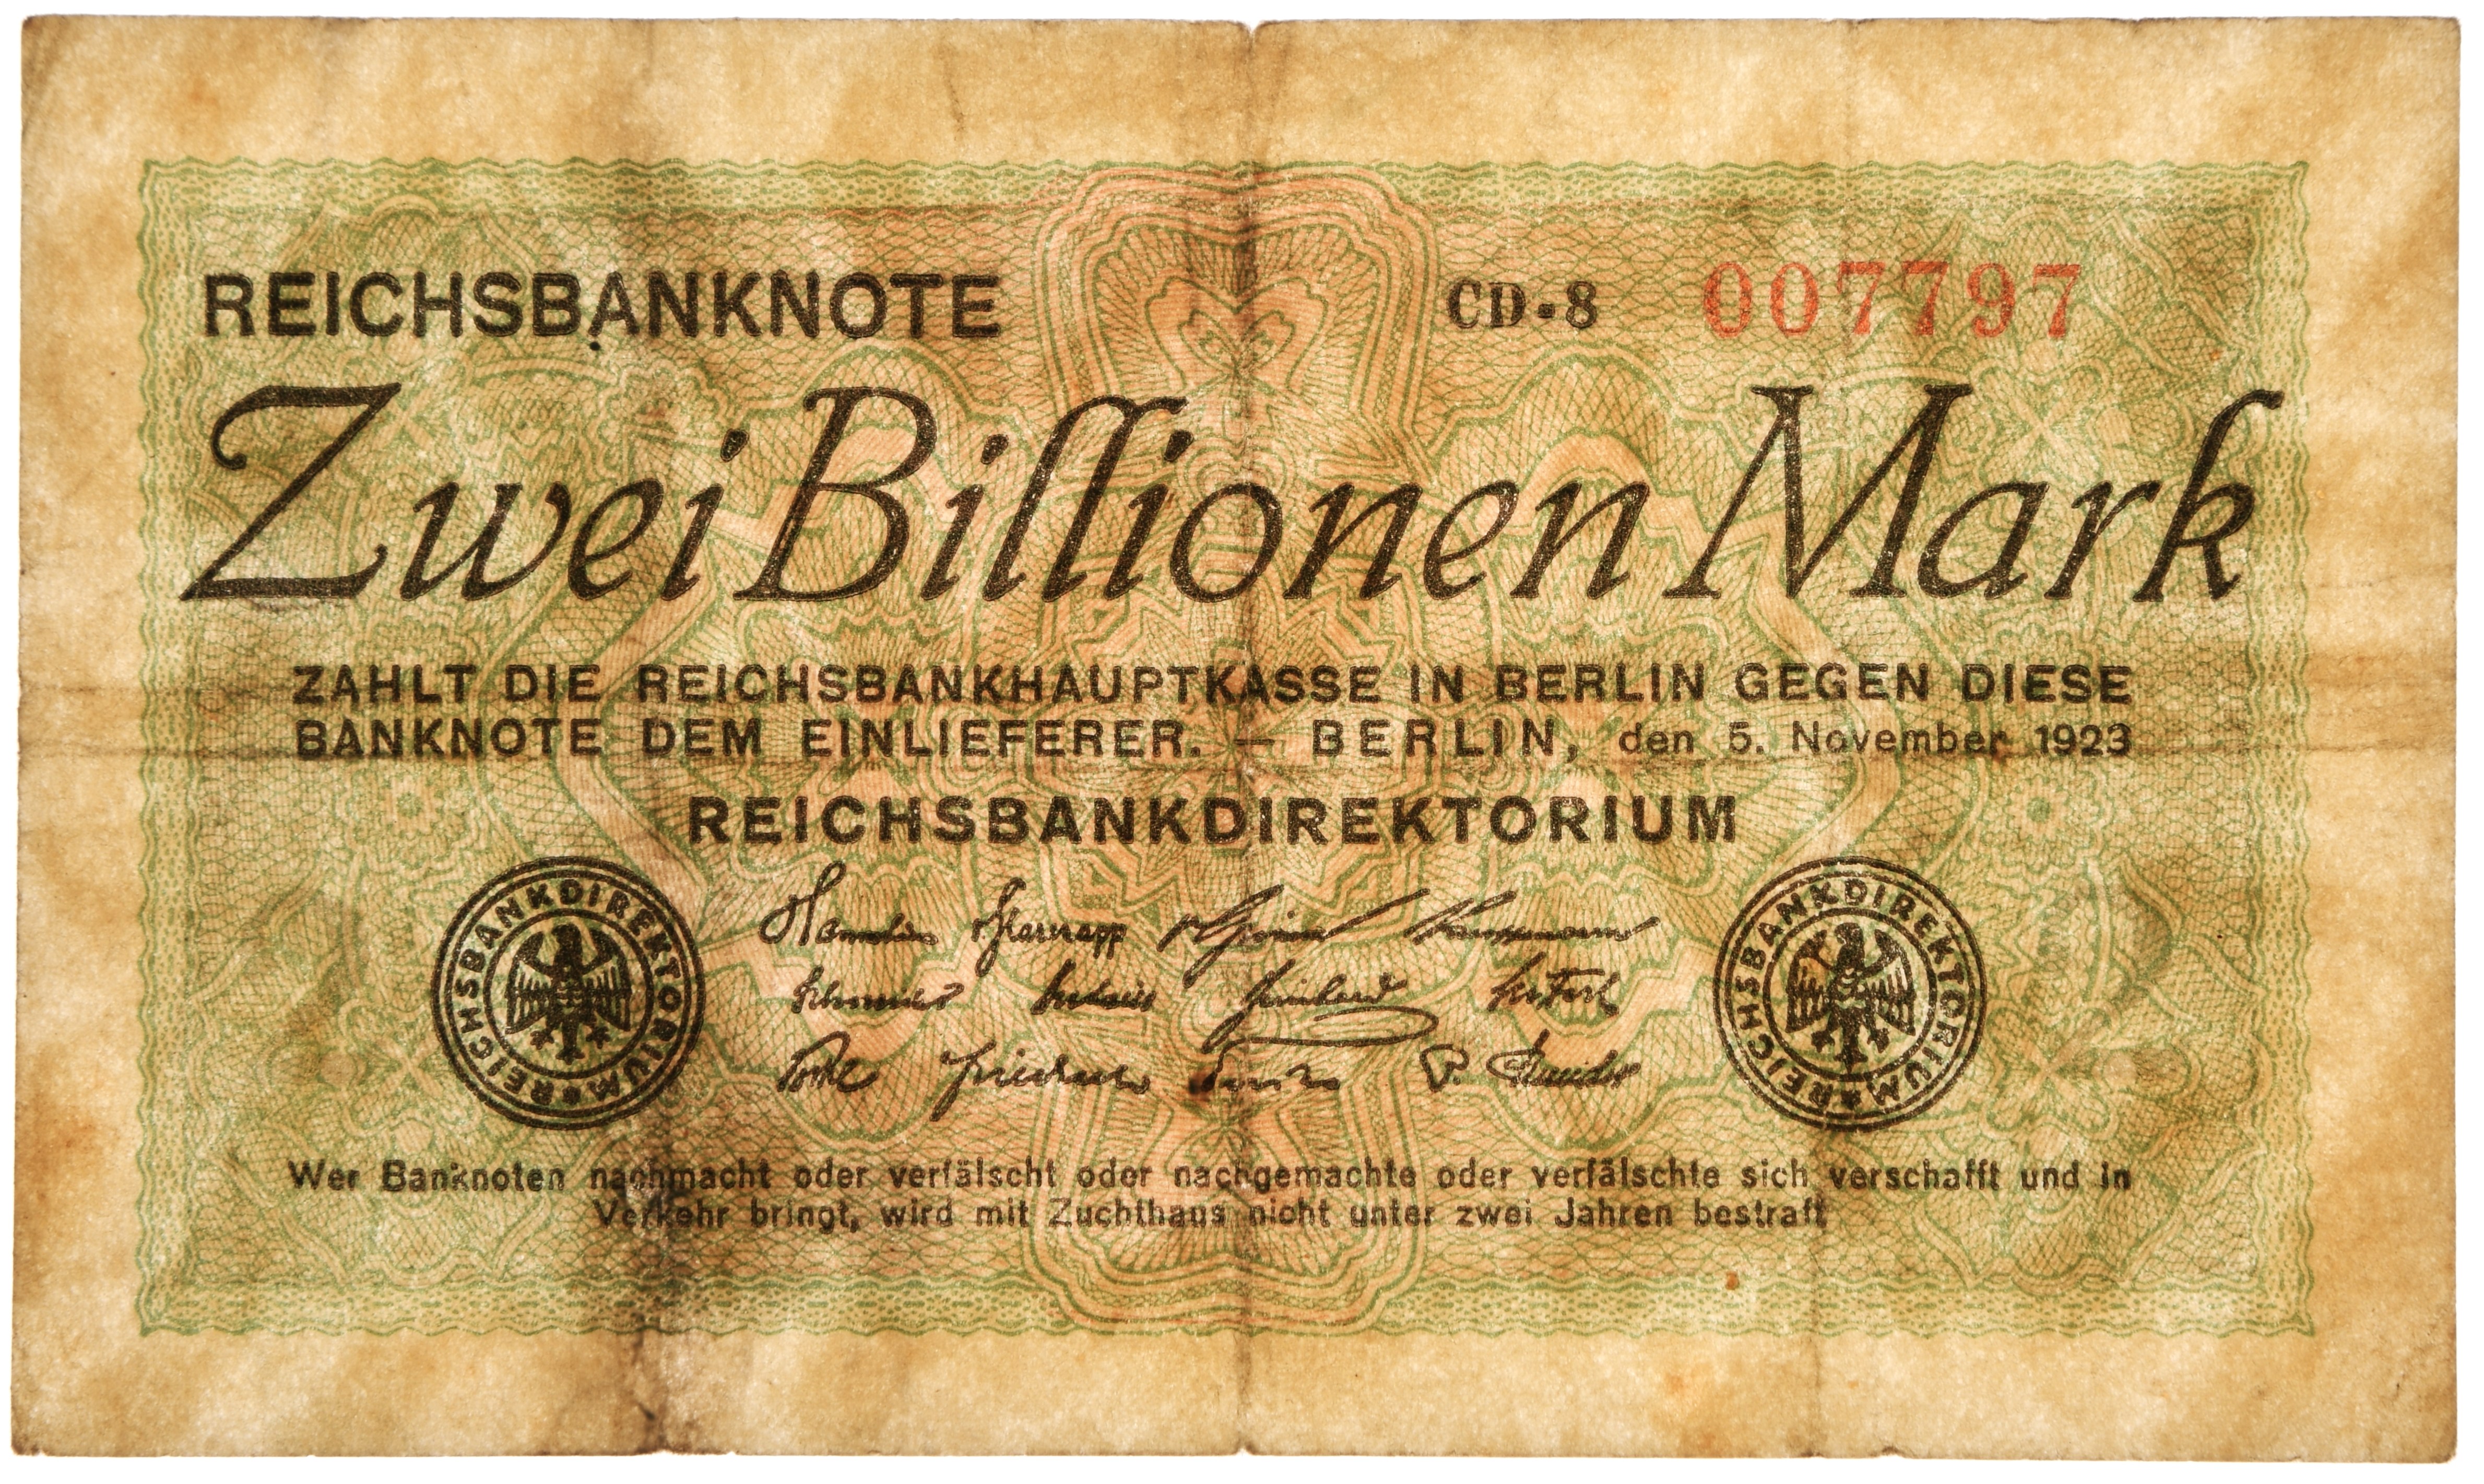 REICHSBANKNOTE CD·8 007797
Zwei Billionen Mark
ZAHLT DIE REICHSBANKHAUPTKASSE IN BERLIN GEGEN DIESE
BANKNOTE DEM EINLIEFERER. — BERLIN, den 5. November 1923
REICHSBANKDIREKTORIUM
REICHSBANKDIREKTORIUM
REICHSBANKDIREKTORIUM
Wer Banknoten nachmacht oder verfälscht oder nachgemachte oder verfälschte sich verschafft und in
Verkehr bringt, wird mit Zuchthaus nicht unter zwei Jahren bestraft